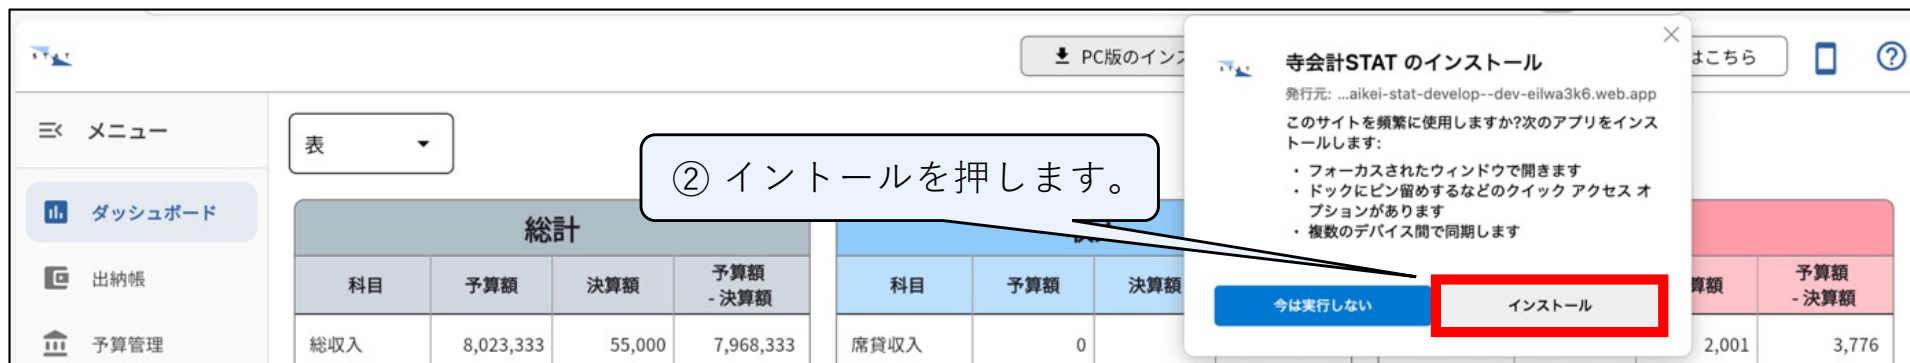 STAT
PC版のインス
はこちら
メニュー
表
ダッシュボード
出納帳
予算管理
② イントールを押します。
寺会計STAT のインストール
発行元: ...aikei-stat-develop--dev-eilwa3k6.web.app
このサイトを頻繁に使用しますか?次のアプリをインス
トールします:
・ フォーカスされたウィンドウで開きます
・ ドックにピン留めするなどのクイック アクセス オ
プションがあります
・ 複数のデバイス間で同期します
今は実行しない
インストール
総計
科目 予算額 決算額 予算額
- 決算額
総収入 8,023,333 55,000 7,968,333
科目 予算額 決算額
席貸収入 0
算額 予算額
- 決算額
2,001 3,776